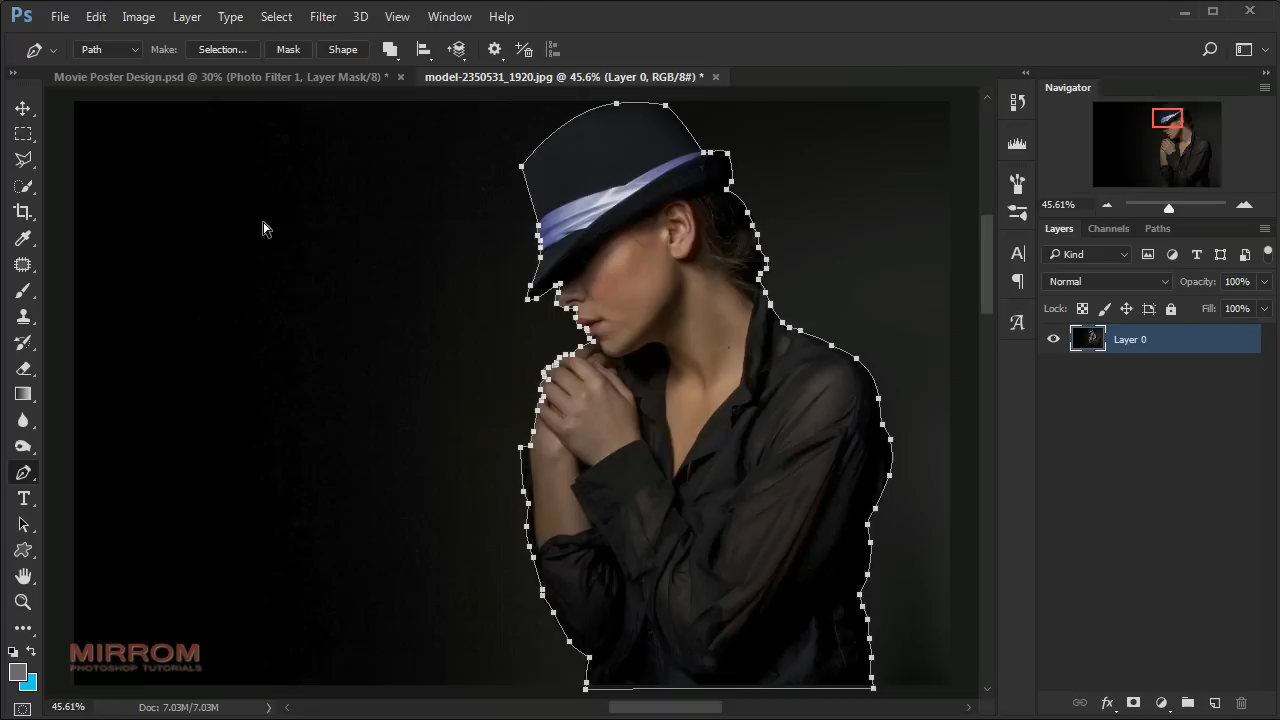 Ps File Edit Image Layer Type Select Filter 3D View Window Help
Path Make: Selection... Mask Shape
Movie Poster Design.psd @ 30% (Photo Filter 1, Layer Mask/8) * × model-2350531_1920.jpg @ 45.6% (Layer 0, RGB/8#) * ×
Navigator
45.61%
Layers Channels Paths
Kind
Normal Opacity: 100%
Lock: Fill: 100%
Layer 0
MIRROM
PHOTOSHOP TUTORIALS
45.61% Doc: 7.03M/7.03M